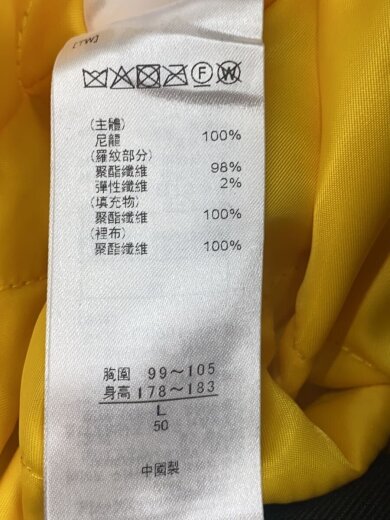 [TW]
(主體)
尼龍 100%
(羅紋部分)
聚酯纖維 98%
彈性纖維 2%
(填充物)
聚酯纖維 100%
(裡布)
聚酯纖維 100%
胸圍 99～105
身高 178～183
L
50
中國製